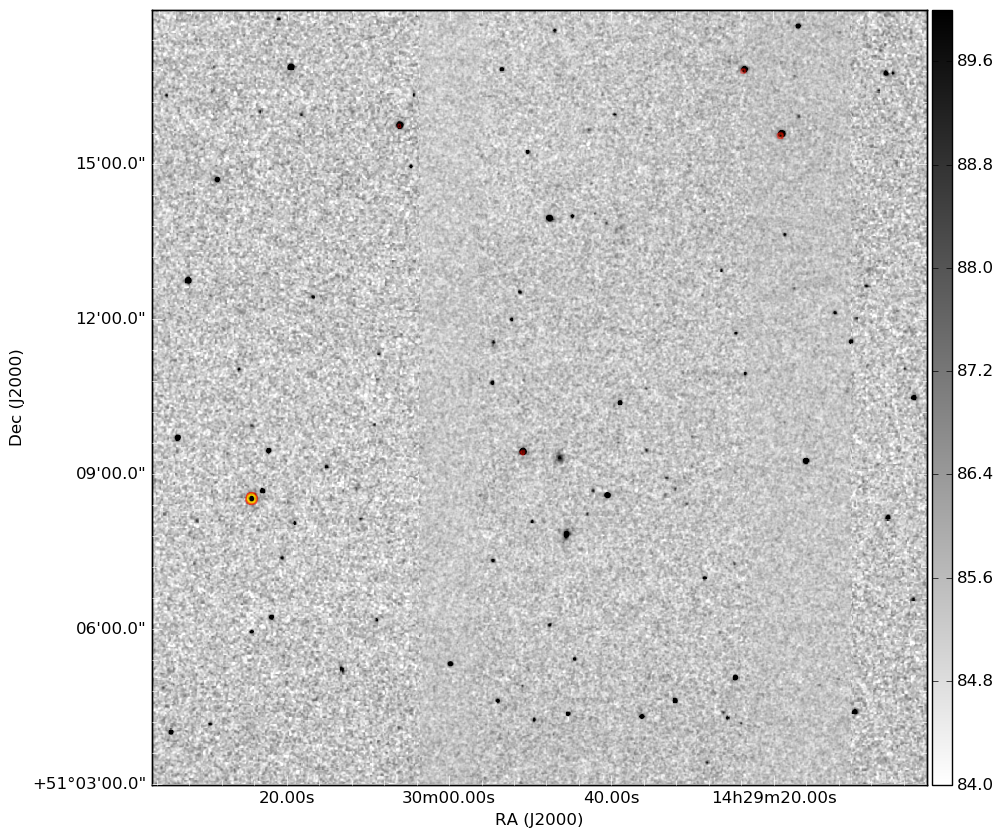 89.6
15'00.0"
88.8
88.0
12'00.0"
Dec (J2000)
87.2
09'00.0"
86.4
85.6
06'00.0"
84.8
+51°03'00.0"
84.0
20.00s
30m00.00s
40.00s
14h29m20.00s
RA (J2000)